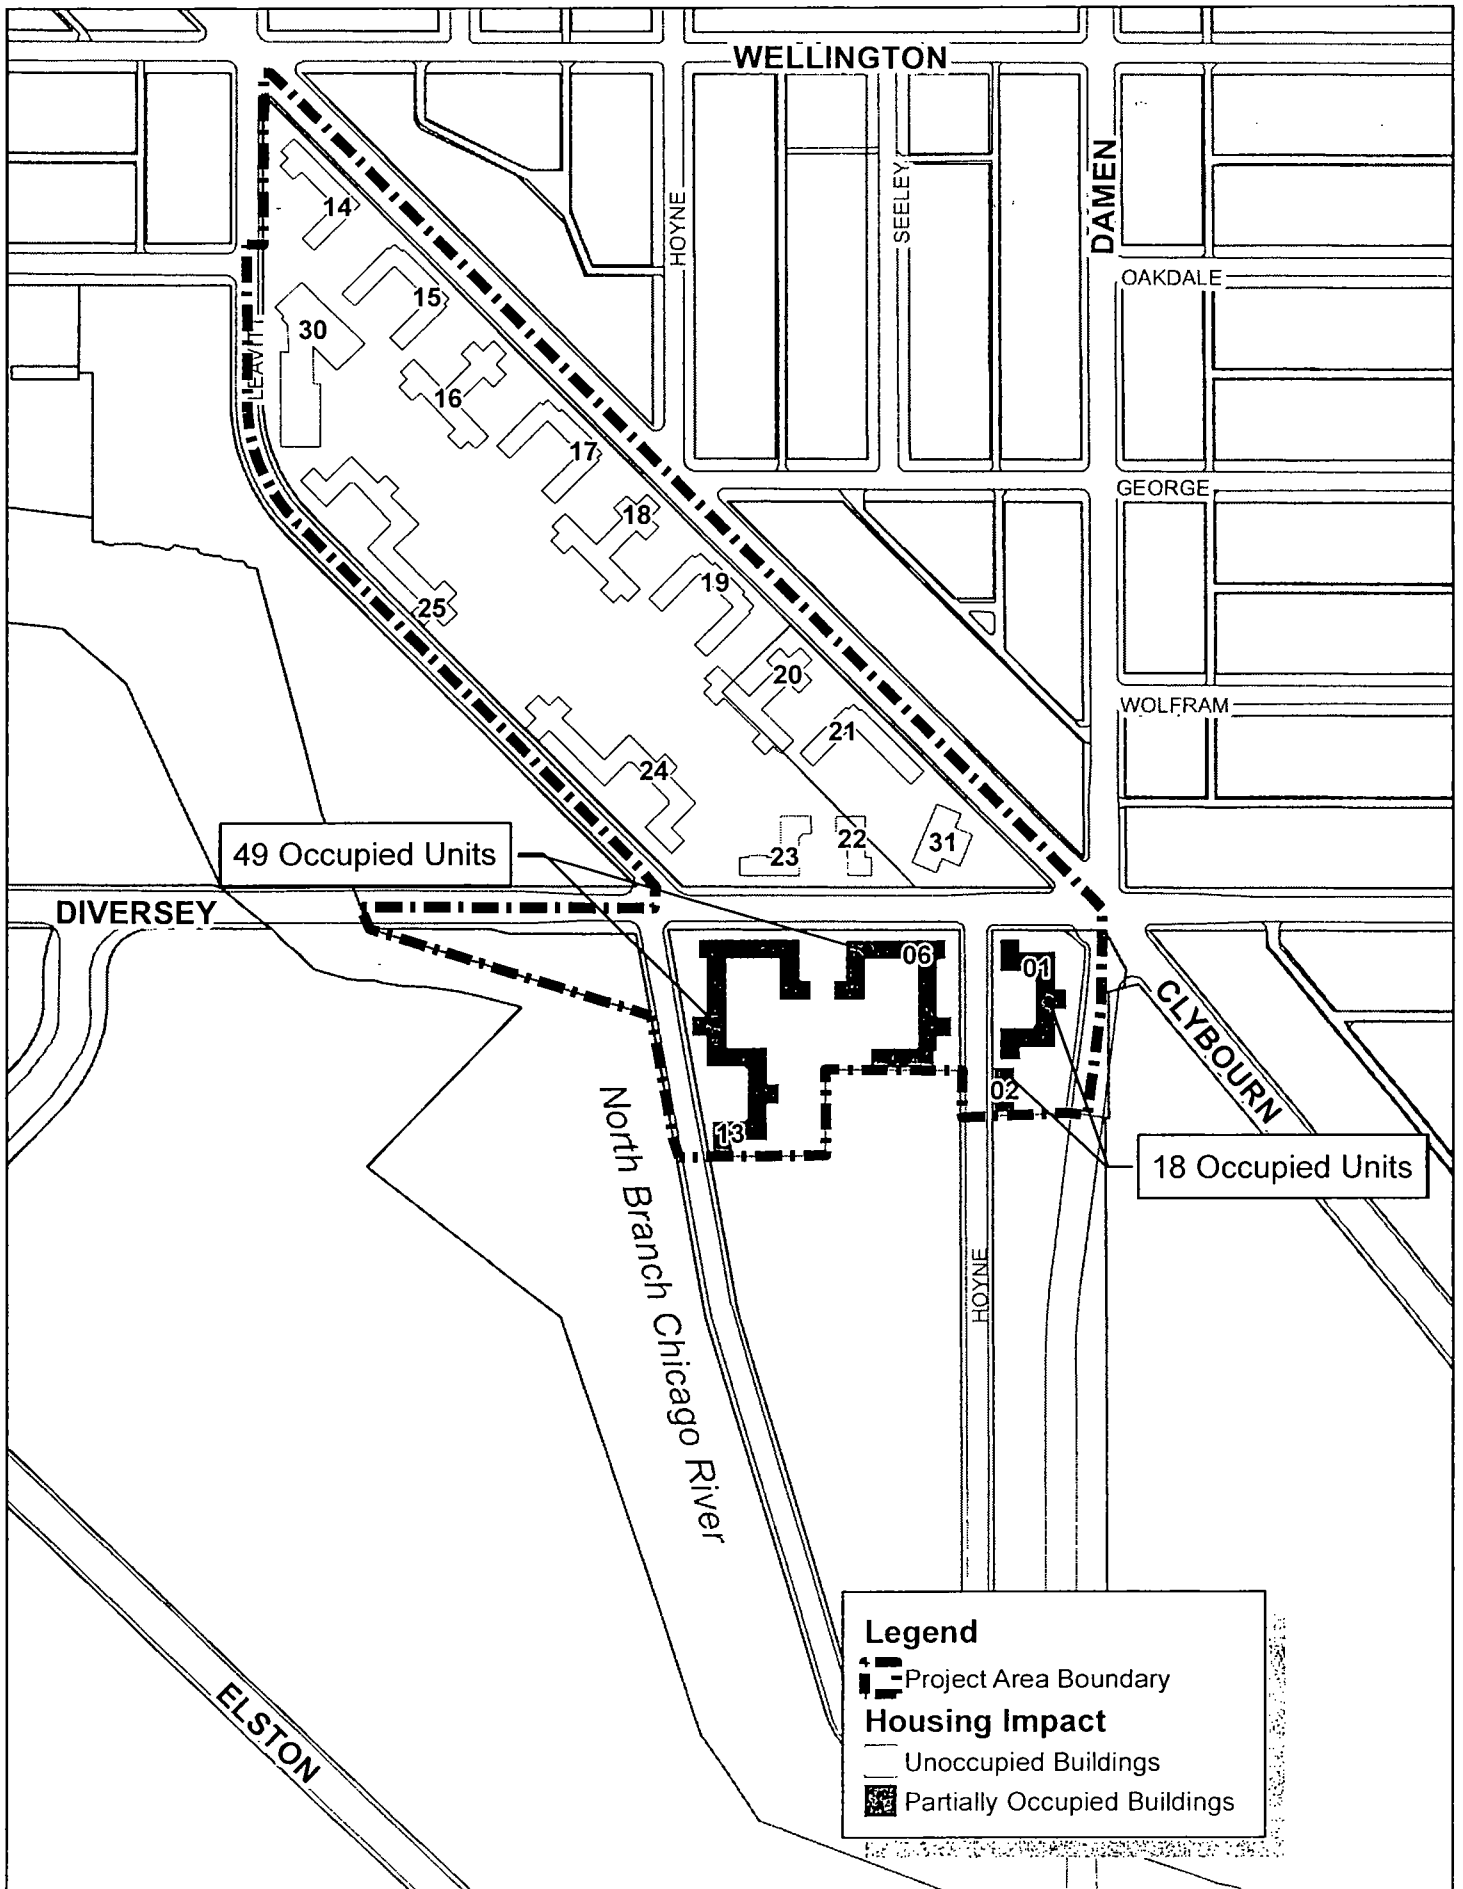 WELLINGTON
HOYNE
SEELEY
DAMEN
14
OAKDALE
15
30
LEAVITT
16
17
GEORGE
18
19
25
20
WOLFRAM
21
24
23
22
31
49 Occupied Units
DIVERSEY
06
01
CLYBOURN
02
13
18 Occupied Units
North Branch Chicago River
HOYNE
ELSTON
Legend
Project Area Boundary
Housing Impact
Unoccupied Buildings
Partially Occupied Buildings